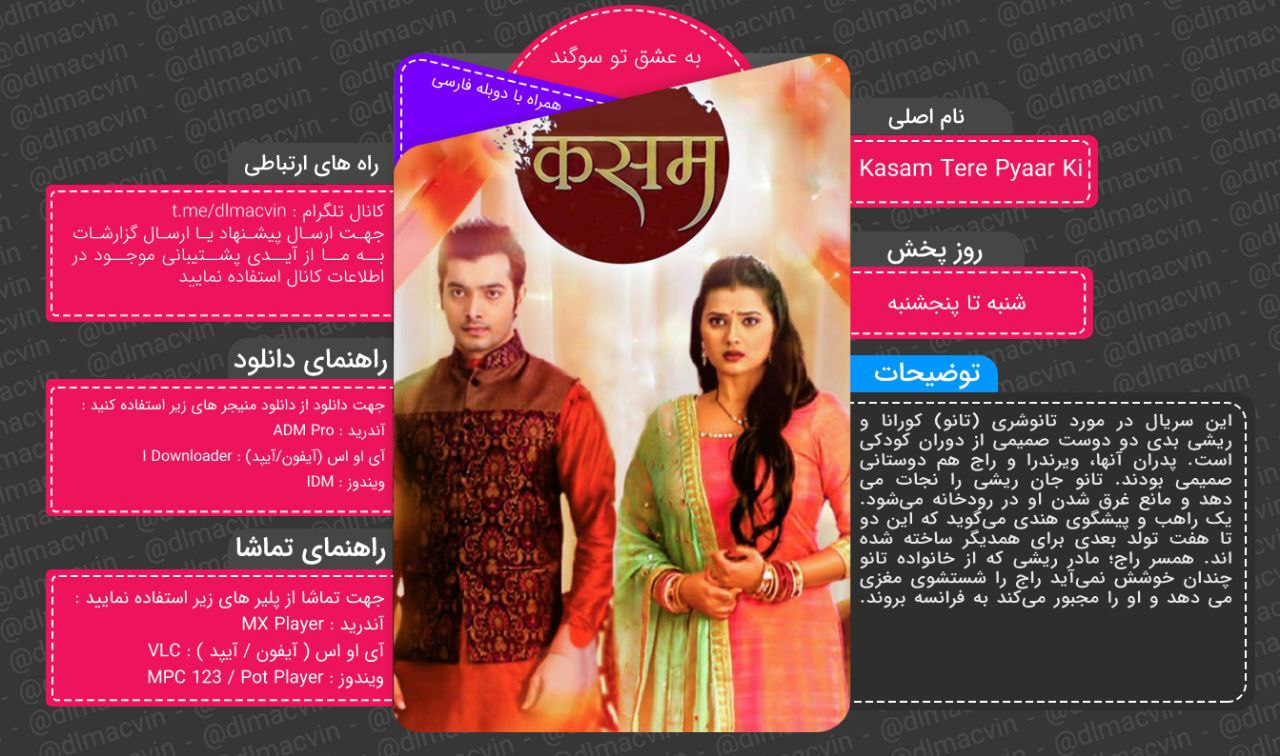 به عشق تو سوگند
همراه با دوبله فارسی
कसम
نام اصلی
Kasam Tere Pyaar Ki
روز پخش
شنبه تا پنجشنبه
توضیحات
این سریال در مورد تانوشری (تانو) کورانا و
ریشی بدی دو دوست صمیمی از دوران کودکی
است. پدران آنها، ویرندرا و راج هم دوستانی
صمیمی بودند. تانو جان ریشی را نجات می
دهد و مانع غرق شدن او در رودخانه می‌شود.
یک راهب و پیشگوی هندی می‌گوید که این دو
تا هفت تولد بعدی برای همدیگر ساخته شده
اند. همسر راج؛ مادر ریشی که از خانواده تانو
چندان خوشش نمی‌آید راج را شستشوی مغزی
می دهد و او را مجبور می‌کند به فرانسه بروند.
راه های ارتباطی
کانال تلگرام : t.me/dlmacvin
جهت ارسال پیشنهاد یا ارسال گزارشات
به ما از آیدی پشتیبانی موجود در
اطلاعات کانال استفاده نمایید
راهنمای دانلود
جهت دانلود از دانلود منیجر های زیر استفاده کنید :
آندرید : ADM Pro
آی او اس (آیفون/آیپد) : I Downloader
ویندوز : IDM
راهنمای تماشا
جهت تماشا از پلیر های زیر استفاده نمایید :
آندرید : MX Player
آی او اس ( آیفون / آیپد ) : VLC
ویندوز : MPC 123 / Pot Player
@dlmacvin - @dlmacvin - @dlmacvin